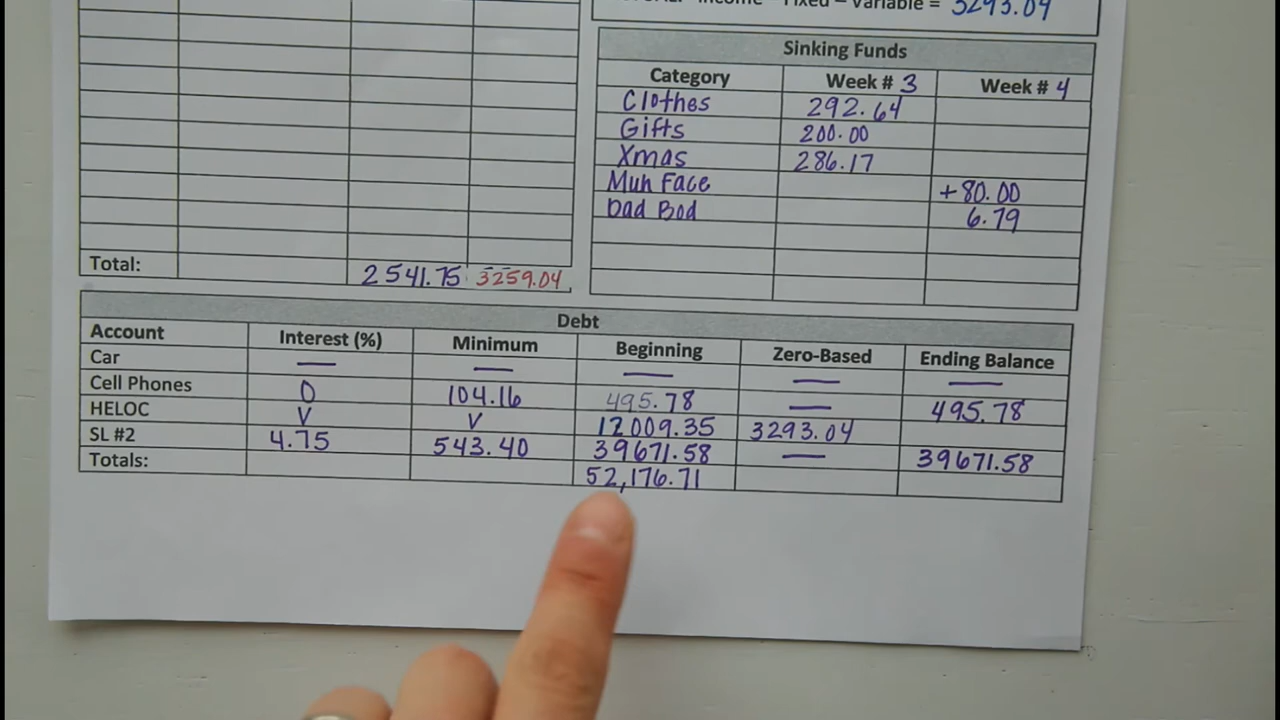 Income - Fixed - Variable = 3293.04
Sinking Funds
Category Week # 3 Week # 4
Clothes 292.64
Gifts 200.00
Xmas 286.17
Muh Face +80.00
Dad Bod 6.79
Total: 2541.75 3259.04
Debt
Account Interest (%) Minimum Beginning Zero-Based Ending Balance
Car — — — — —
Cell Phones 0 104.16 495.78 — 495.78
HELOC V V 12009.35 3293.04
SL #2 4.75 543.40 39671.58 — 39671.58
Totals: 52,176.71